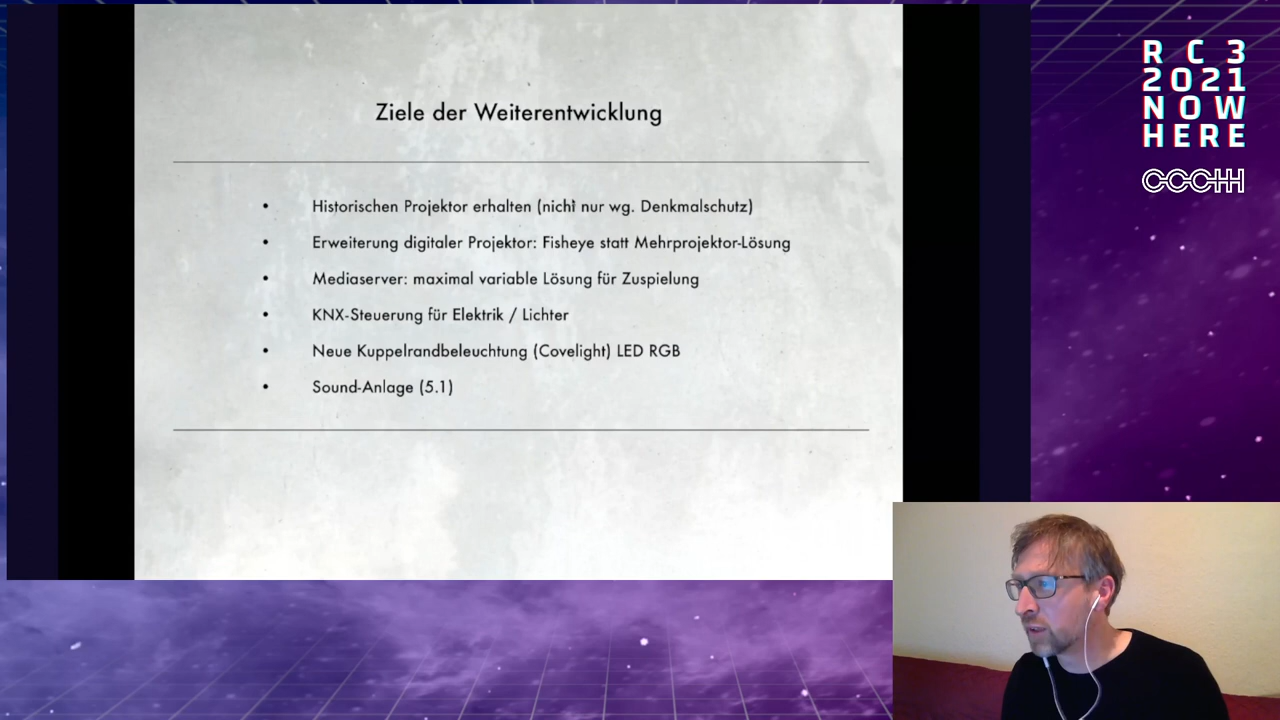 Ziele der Weiterentwicklung
• Historischen Projektor erhalten (nicht nur wg. Denkmalschutz)
• Erweiterung digitaler Projektor: Fisheye statt Mehrprojektor-Lösung
• Mediaserver: maximal variable Lösung für Zuspielung
• KNX-Steuerung für Elektrik / Lichter
• Neue Kuppelrandbeleuchtung (Covelight) LED RGB
• Sound-Anlage (5.1)
RC3
2021
NOW
HERE
CCCHH